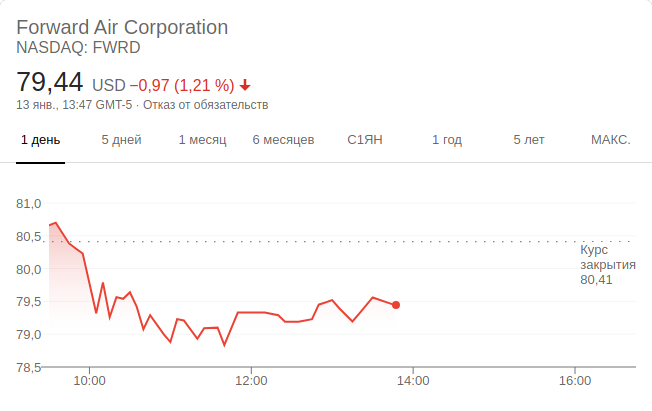 Forward Air Corporation
NASDAQ: FWRD
79,44 USD −0,97 (1,21 %)
13 янв., 13:47 GMT-5 · Отказ от обязательств
1 день 5 дней 1 месяц 6 месяцев С1ЯН 1 год 5 лет МАКС.
81,0
80,5
Курс
закрытия
80,41
80,0
79,5
79,0
78,5
10:00 12:00 14:00 16:00